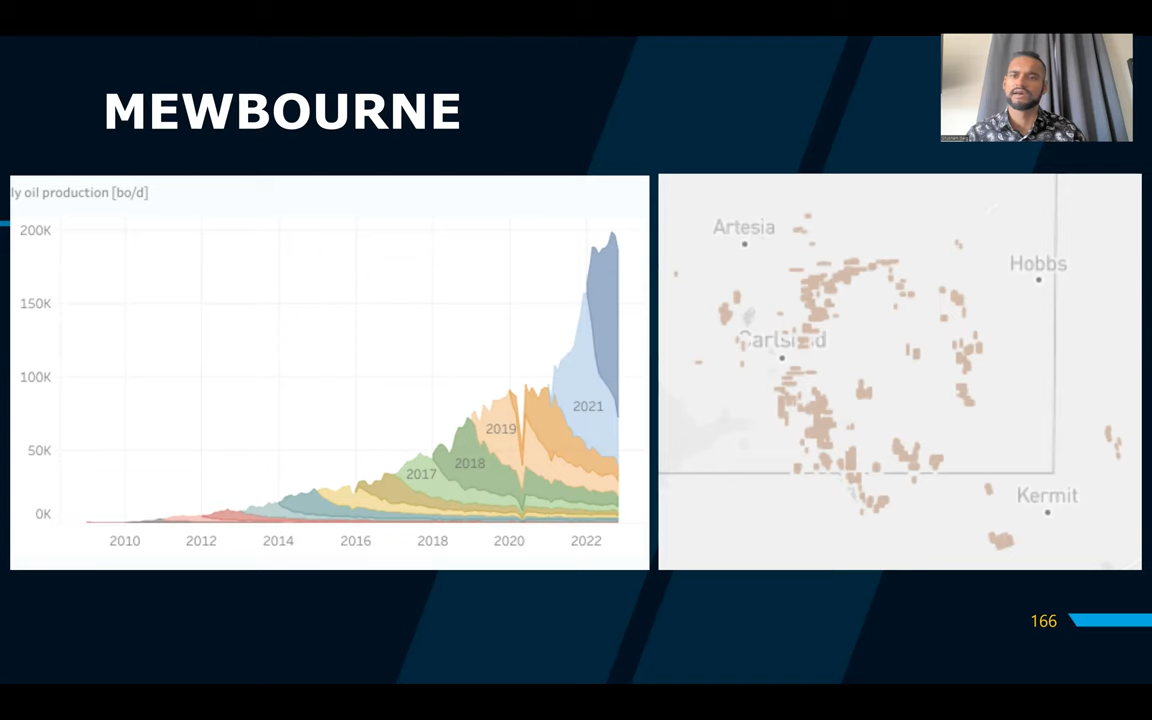 MEWBOURNE
ly oil production [bo/d]
200K
150K
100K
50K
0K
2017
2018
2019
2021
2010
2012
2014
2016
2018
2020
2022
Artesia
Hobbs
Carlsbad
Kermit
166